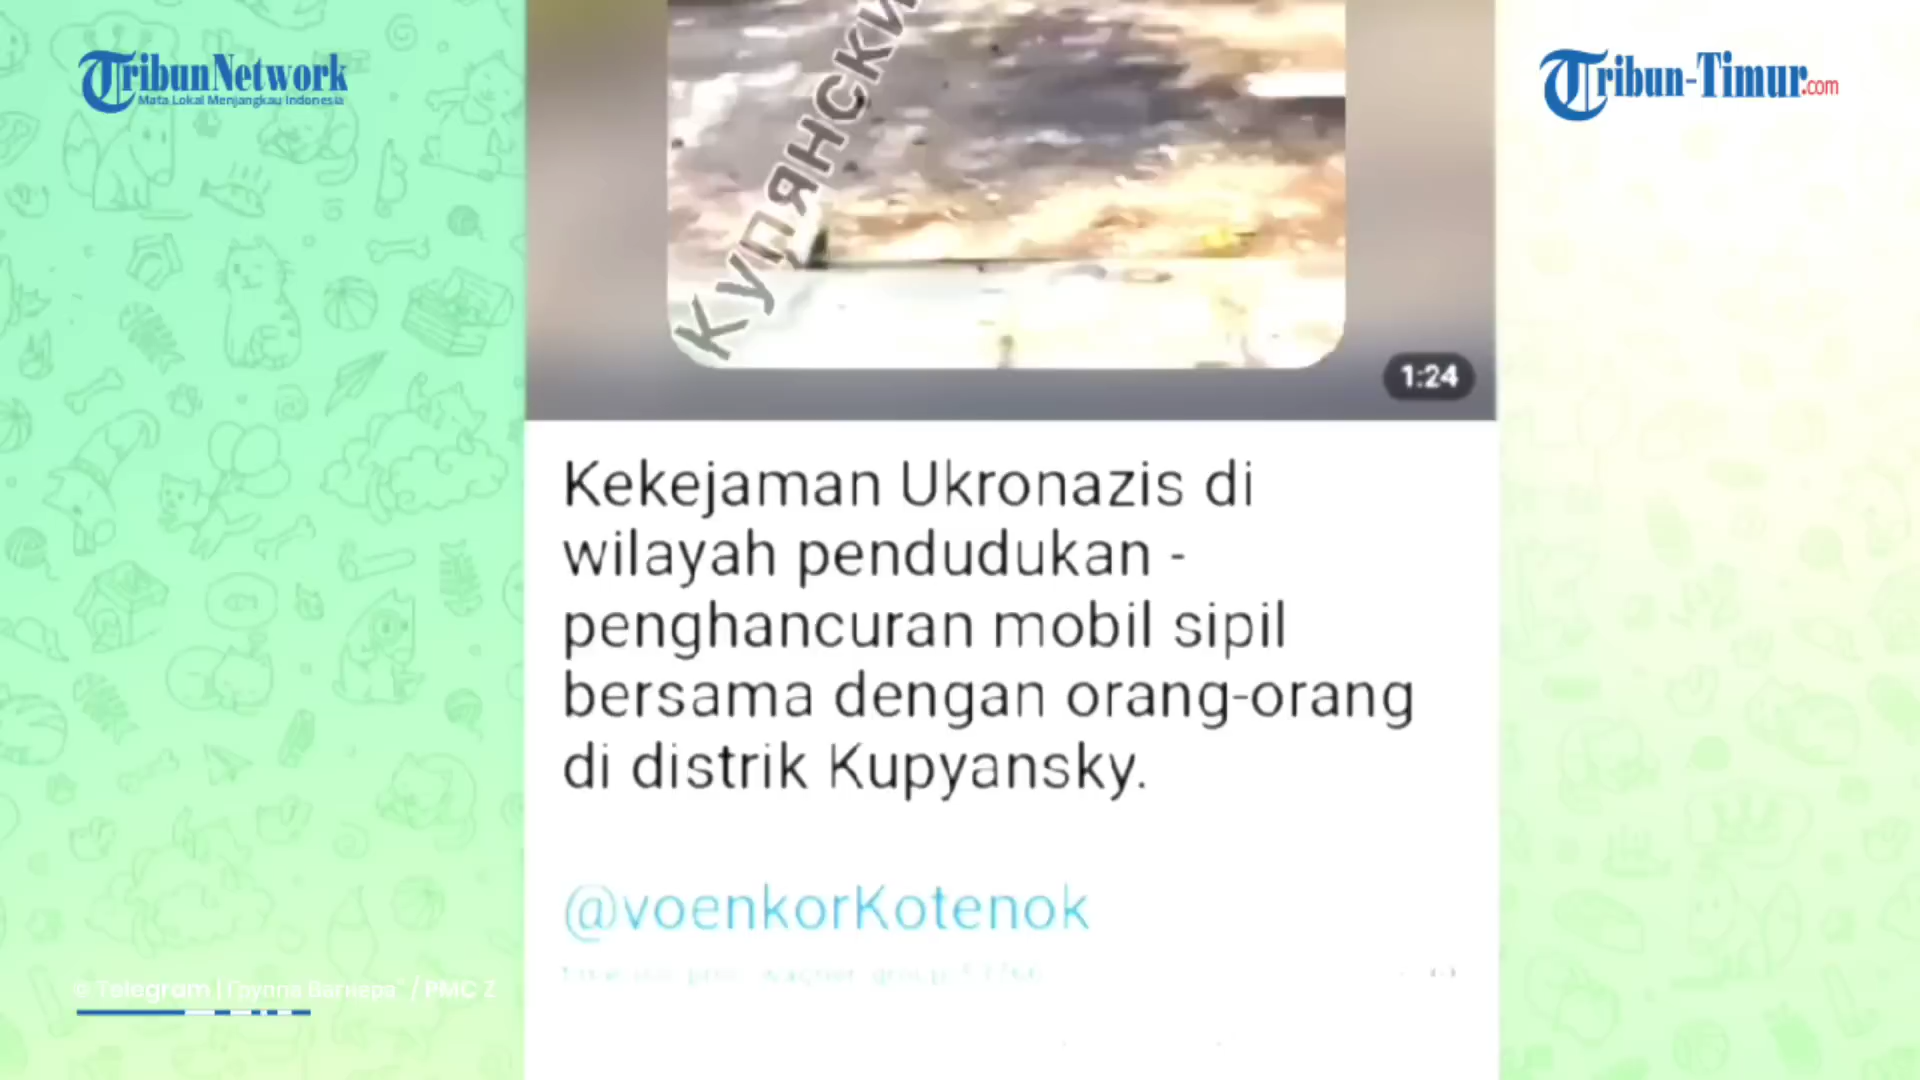 TribunNetwork
Mata Lokal Menjangkau Indonesia
Tribun-Timur.com
Купянски
1:24
Kekejaman Ukronazis di
wilayah pendudukan -
penghancuran mobil sipil
bersama dengan orang-orang
di distrik Kupyansky.
@voenkorKotenok
© Telegram | Группа Вагнера" / PMC Z